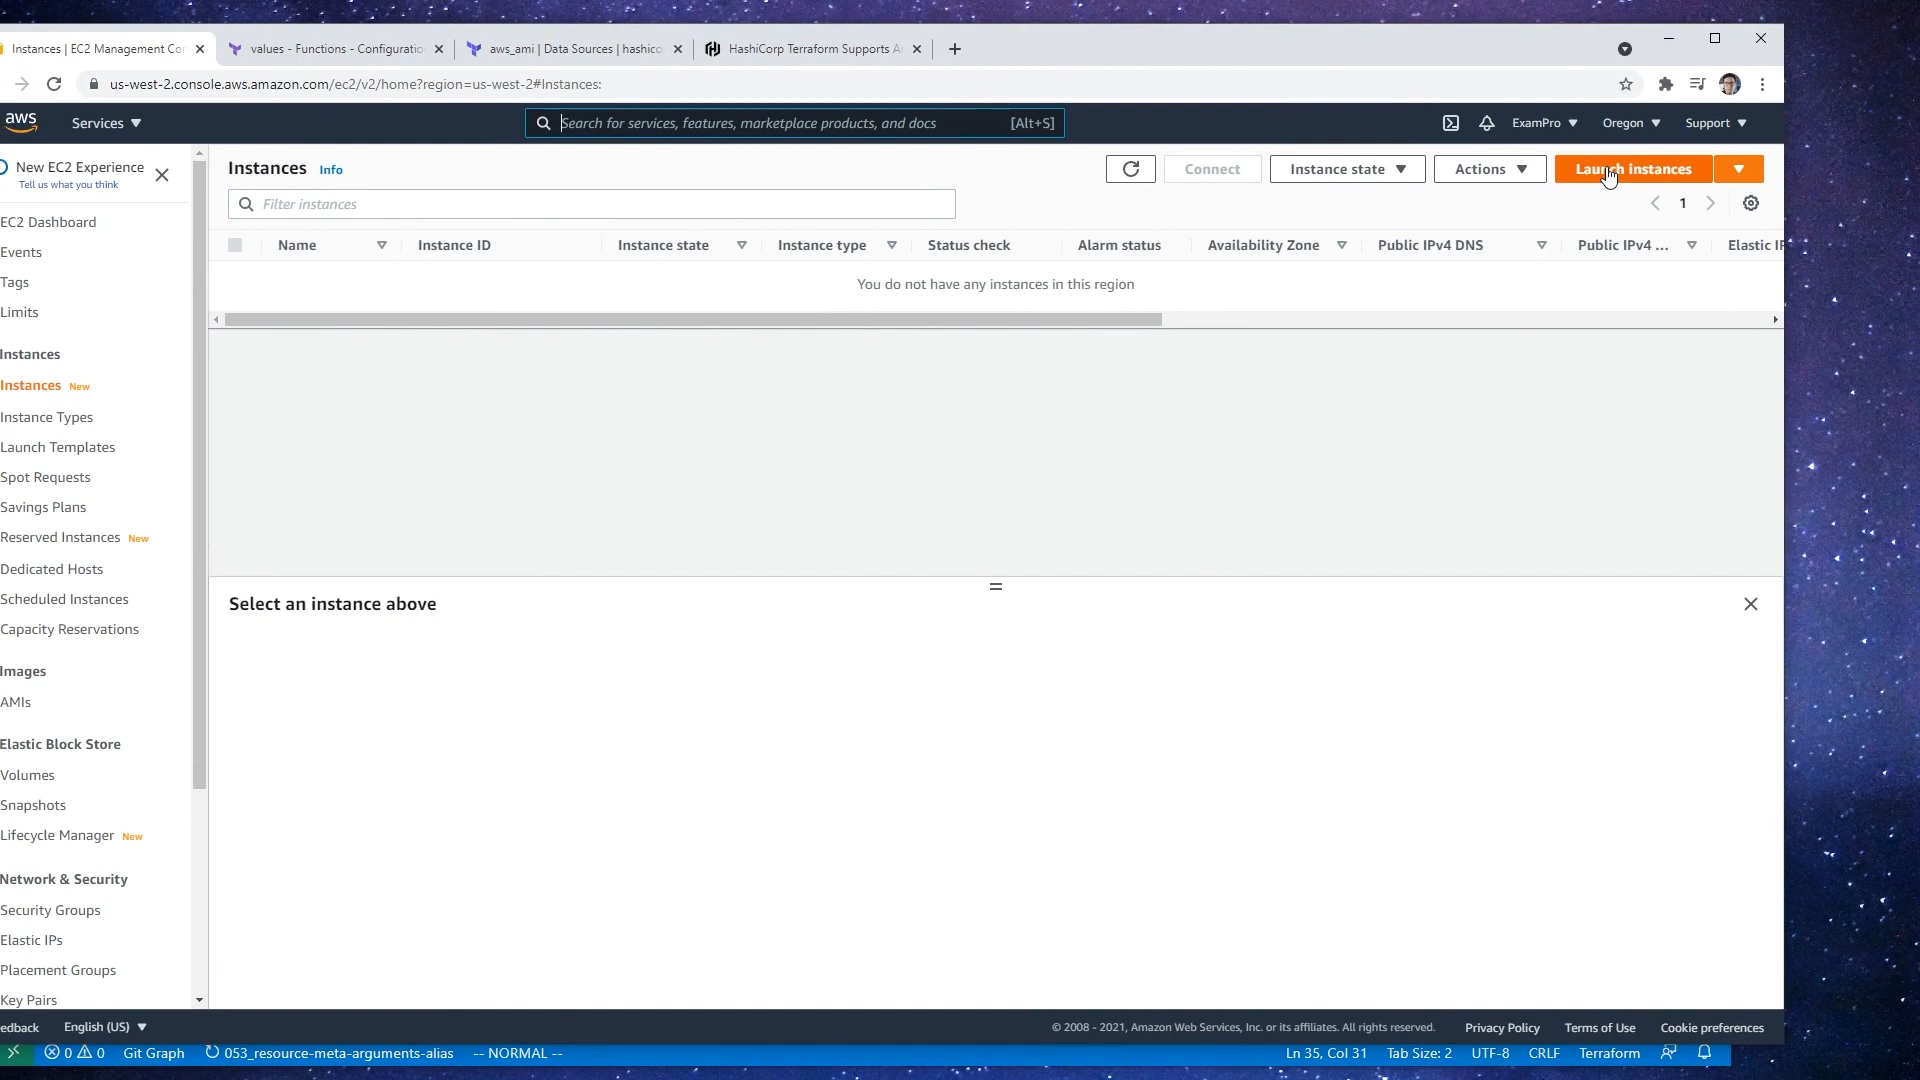 Instances | EC2 Management Con
values - Functions - Configuratio
aws_ami | Data Sources | hashico
HashiCorp Terraform Supports A
us-west-2.console.aws.amazon.com/ec2/v2/home?region=us-west-2#Instances:
aws
Services
Search for services, features, marketplace products, and docs
[Alt+S]
ExamPro
Oregon
Support
New EC2 Experience
Tell us what you think
EC2 Dashboard
Events
Tags
Limits
Instances
Instances New
Instance Types
Launch Templates
Spot Requests
Savings Plans
Reserved Instances New
Dedicated Hosts
Scheduled Instances
Capacity Reservations
Images
AMIs
Elastic Block Store
Volumes
Snapshots
Lifecycle Manager New
Network & Security
Security Groups
Elastic IPs
Placement Groups
Key Pairs
Instances Info
Connect
Instance state
Actions
Launch instances
Filter instances
1
Name
Instance ID
Instance state
Instance type
Status check
Alarm status
Availability Zone
Public IPv4 DNS
Public IPv4 ...
Elastic IP
You do not have any instances in this region
Select an instance above
edback
English (US)
© 2008 - 2021, Amazon Web Services, Inc. or its affiliates. All rights reserved.
Privacy Policy
Terms of Use
Cookie preferences
0 0
Git Graph
053_resource-meta-arguments-alias
-- NORMAL --
Ln 35, Col 31
Tab Size: 2
UTF-8
CRLF
Terraform